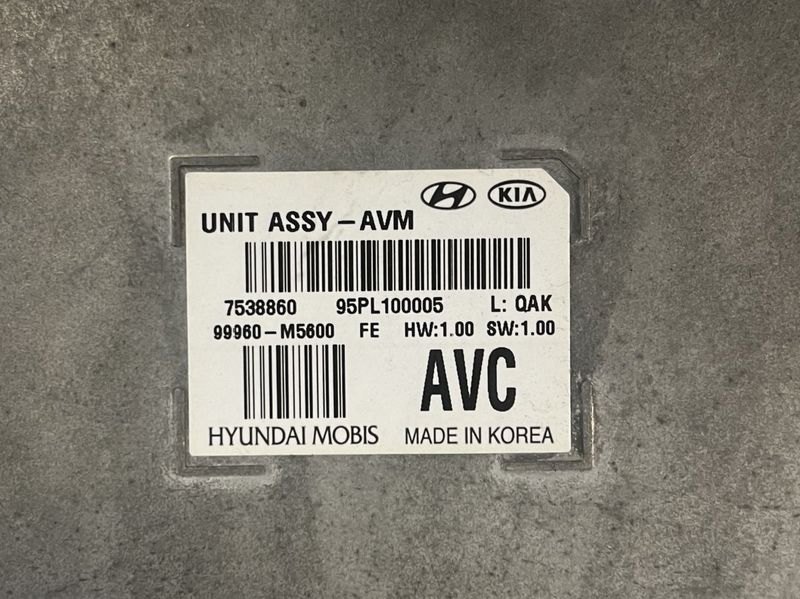 KIA
UNIT ASSY-AVM
7538860 95PL100005 L: QAK
99960-M5600 FE HW:1.00 SW:1.00
AVC
HYUNDAI MOBIS MADE IN KOREA